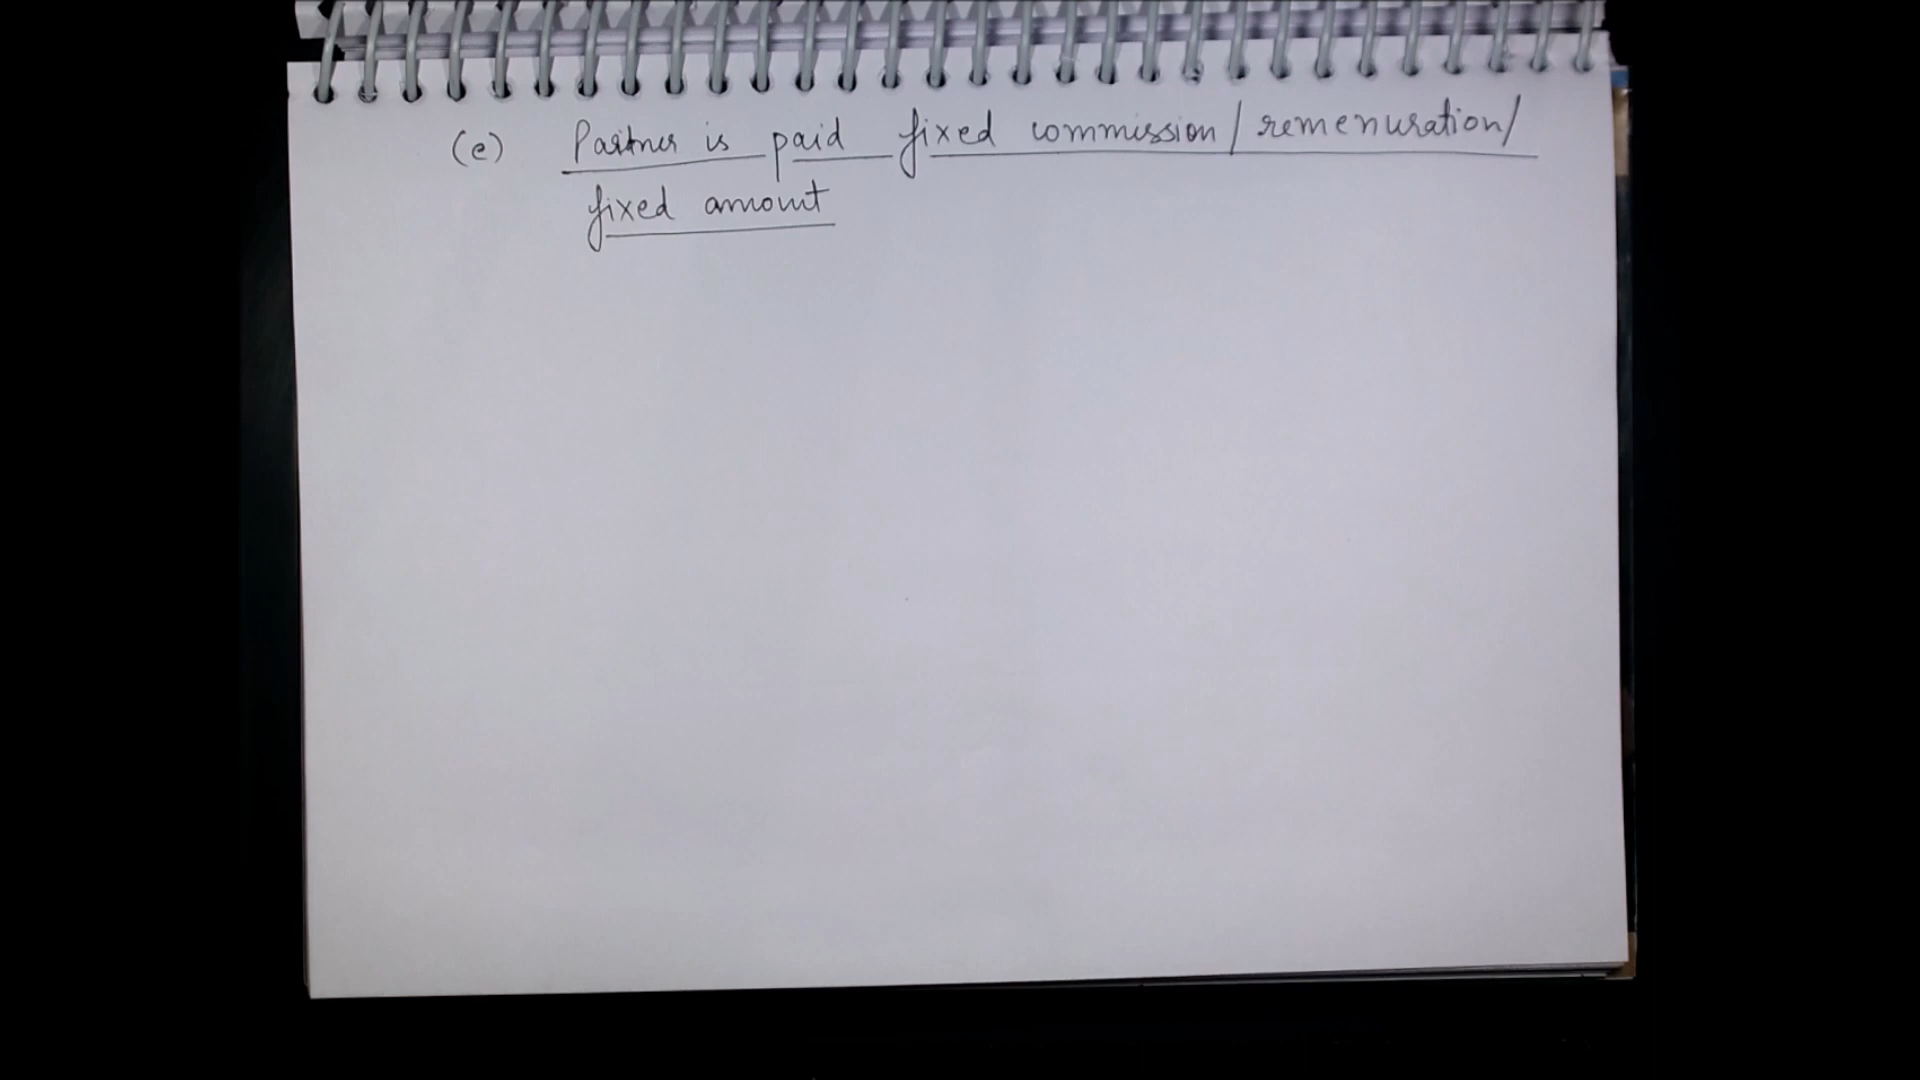 (e) Partner is paid fixed commission/remenuration/
fixed amount